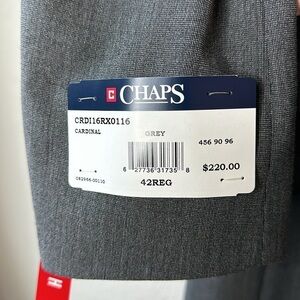 C CHAPS
CRDI16RX0116
CARDINAL
GREY
456 90 96
6 27736 31735 8
$220.00
42REG
H